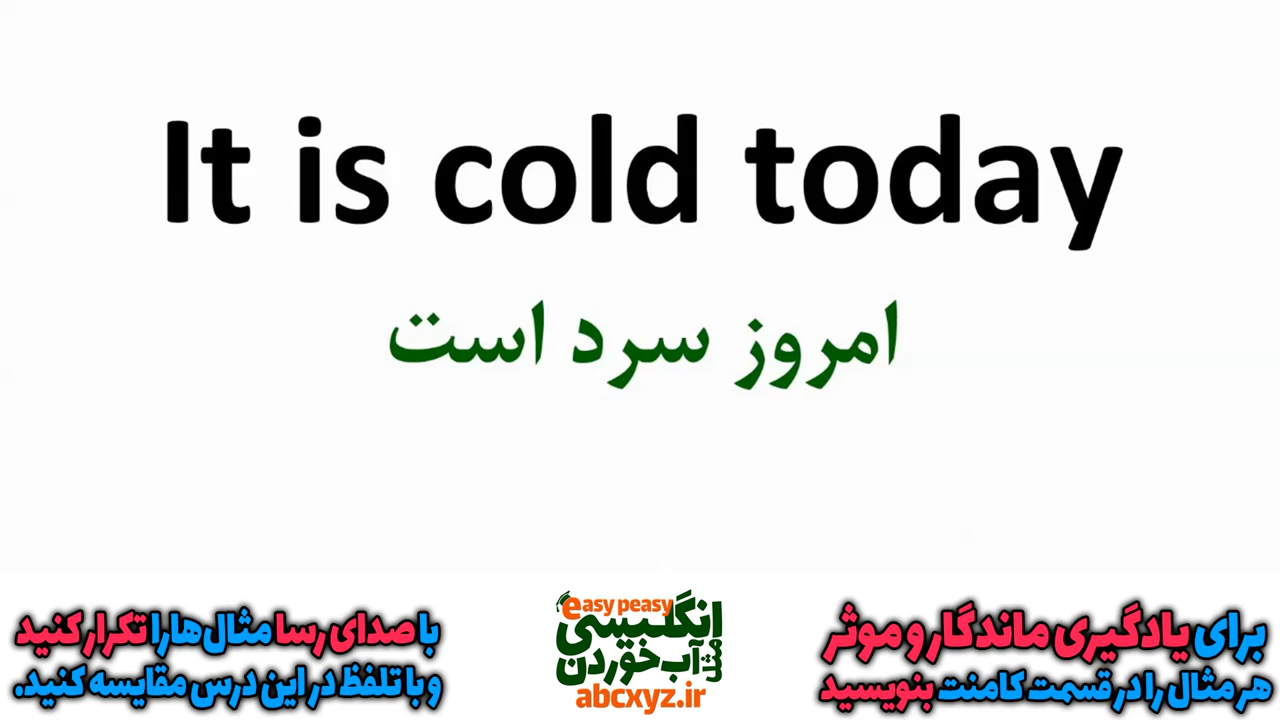 It is cold today
امروز سرد است
برای یادگیری ماندگار و موثر
هر مثال را در قسمت کامنت بنویسید
easy peasy
انگلیسی
مثل آب خوردن
abcxyz.ir
با صدای رسا مثال‌ها را تکرار کنید
و با تلفظ در این درس مقایسه کنید.